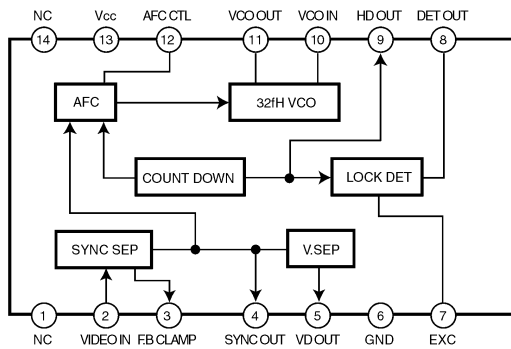 NC Vcc AFC CTL VCO OUT VCO IN HD OUT DET OUT
14 13 12 11 10 9 8
AFC 32fH VCO
COUNT DOWN LOCK DET
SYNC SEP V.SEP
1 2 3 4 5 6 7
NC VIDEO IN F.B CLAMP SYNC OUT VD OUT GND EXC